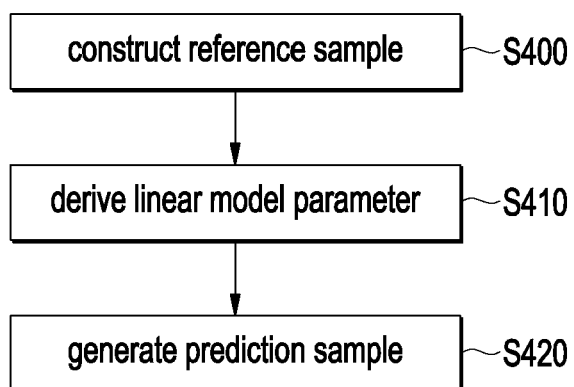 construct reference sample S400
derive linear model parameter S410
generate prediction sample S420